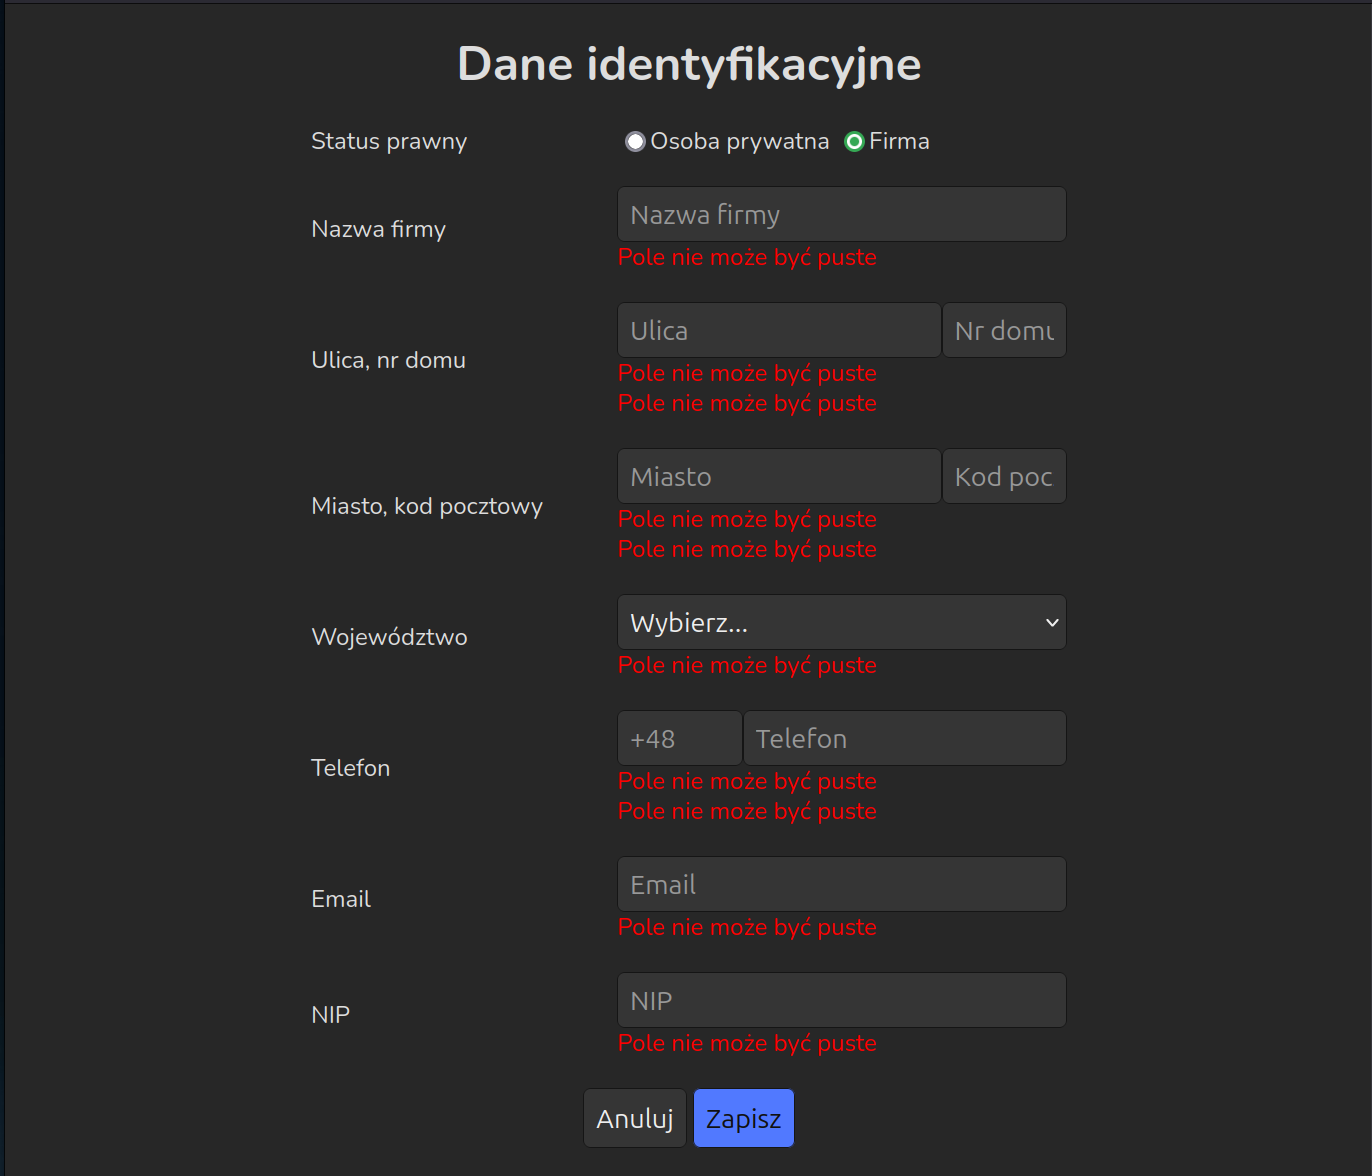 Dane identyfikacyjne
Status prawny Osoba prywatna Firma
Nazwa firmy Nazwa firmy
Pole nie może być puste
Ulica, nr domu Ulica Nr domu
Pole nie może być puste
Pole nie może być puste
Miasto, kod pocztowy Miasto Kod poc
Pole nie może być puste
Pole nie może być puste
Województwo Wybierz...
Pole nie może być puste
Telefon +48 Telefon
Pole nie może być puste
Pole nie może być puste
Email Email
Pole nie może być puste
NIP NIP
Pole nie może być puste
Anuluj Zapisz